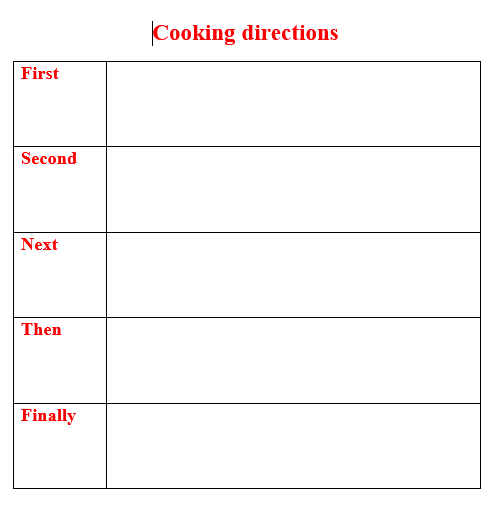 Cooking directions
First
Second
Next
Then
Finally